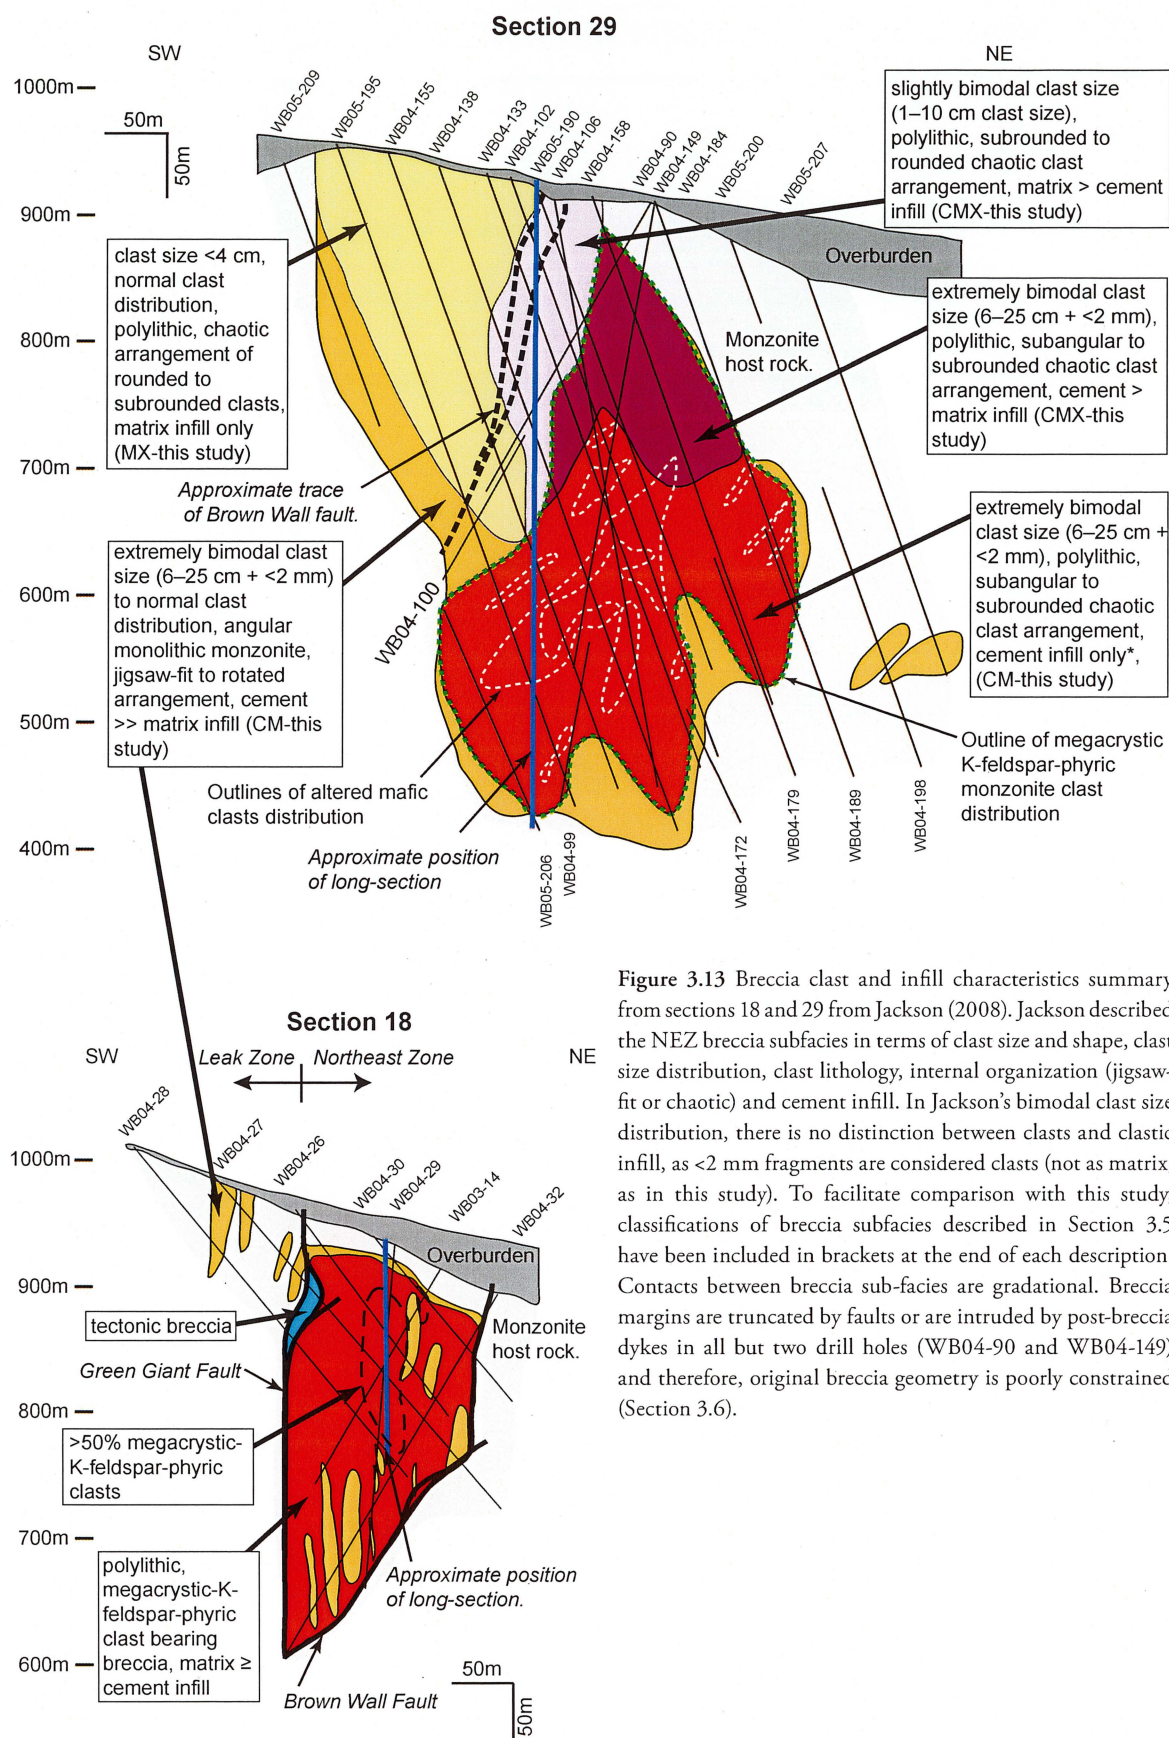 Section 29
SW
NE
1000m
900m
800m
700m
600m
500m
400m
50m
50m
WB05-209
WB05-195
WB04-155
WB04-138
WB04-133
WB04-102
WB05-190
WB04-106
WB04-158
WB04-90
WB04-149
WB04-184
WB05-200
WB05-207
slightly bimodal clast size
(1–10 cm clast size),
polylithic, subrounded to
rounded chaotic clast
arrangement, matrix > cement
infill (CMX-this study)
Overburden
clast size <4 cm,
normal clast
distribution,
polylithic, chaotic
arrangement of
rounded to
subrounded clasts,
matrix infill only
(MX-this study)
extremely bimodal clast
size (6–25 cm + <2 mm),
polylithic, subangular to
subrounded chaotic clast
arrangement, cement >
matrix infill (CMX-this
study)
Monzonite
host rock.
Approximate trace
of Brown Wall fault.
extremely bimodal
clast size (6–25 cm +
<2 mm), polylithic,
subangular to
subrounded chaotic
clast arrangement,
cement infill only*,
(CM-this study)
extremely bimodal clast
size (6–25 cm + <2 mm)
to normal clast
distribution, angular
monolithic monzonite,
jigsaw-fit to rotated
arrangement, cement
>> matrix infill (CM-this
study)
WB04-100
Outline of megacrystic
K-feldspar-phyric
monzonite clast
distribution
Outlines of altered mafic
clasts distribution
Approximate position
of long-section
WB05-206
WB04-99
WB04-172
WB04-179
WB04-189
WB04-198
Figure 3.13 Breccia clast and infill characteristics summary
from sections 18 and 29 from Jackson (2008). Jackson described
the NEZ breccia subfacies in terms of clast size and shape, clast
size distribution, clast lithology, internal organization (jigsaw-
fit or chaotic) and cement infill. In Jackson's bimodal clast size
distribution, there is no distinction between clasts and clastic
infill, as <2 mm fragments are considered clasts (not as matrix
as in this study). To facilitate comparison with this study,
classifications of breccia subfacies described in Section 3.5
have been included in brackets at the end of each description.
Contacts between breccia sub-facies are gradational. Breccia
margins are truncated by faults or are intruded by post-breccia
dykes in all but two drill holes (WB04-90 and WB04-149)
and therefore, original breccia geometry is poorly constrained
(Section 3.6).
Section 18
SW
Leak Zone
Northeast Zone
NE
WB04-28
WB04-27
WB04-26
WB04-30
WB04-29
WB03-14
WB04-32
1000m
900m
800m
700m
600m
Overburden
tectonic breccia
Monzonite
host rock.
Green Giant Fault
>50% megacrystic-
K-feldspar-phyric
clasts
polylithic,
megacrystic-K-
feldspar-phyric
clast bearing
breccia, matrix ≥
cement infill
Approximate position
of long-section.
Brown Wall Fault
50m
50m